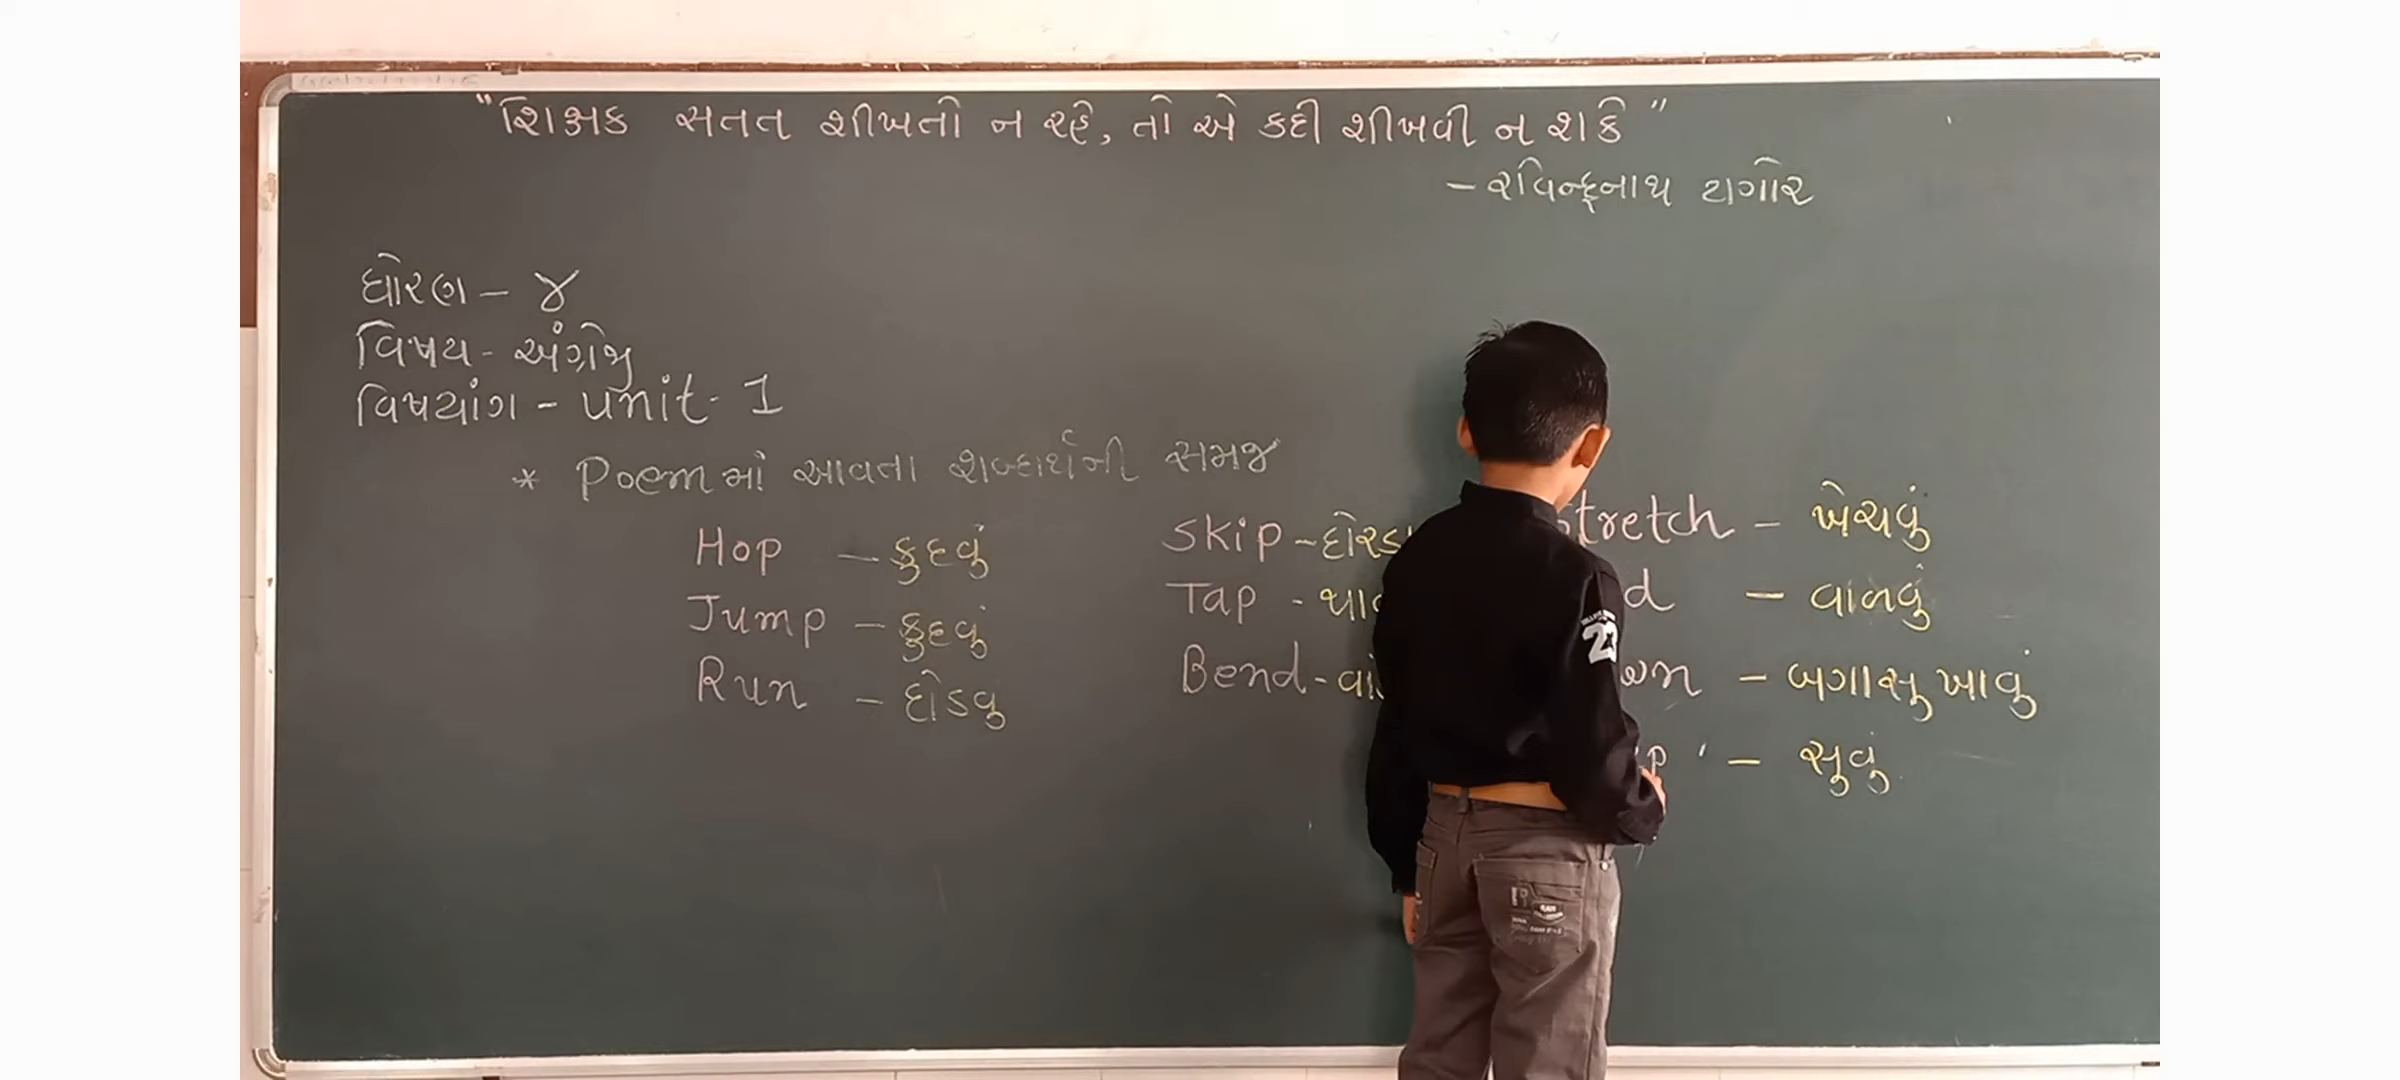 "શિક્ષક સતત શીખતો ન રહે, તો એ કદી શીખવી ન શકે"
- રવિન્દ્રનાથ ટાગોર
ધોરણ - ૪
વિષય - અંગ્રેજી
વિષયાંગ - unit - 1
* Poem માં આવતા શબ્દાર્થની સમજ
Hop - કુદવું
Jump - કુદવું
Run - દોડવુ
Skip -
Tap -
Bend -
- ખેચવું
- વાળવું
- બગાસુ ખાવું
- સુવું
23